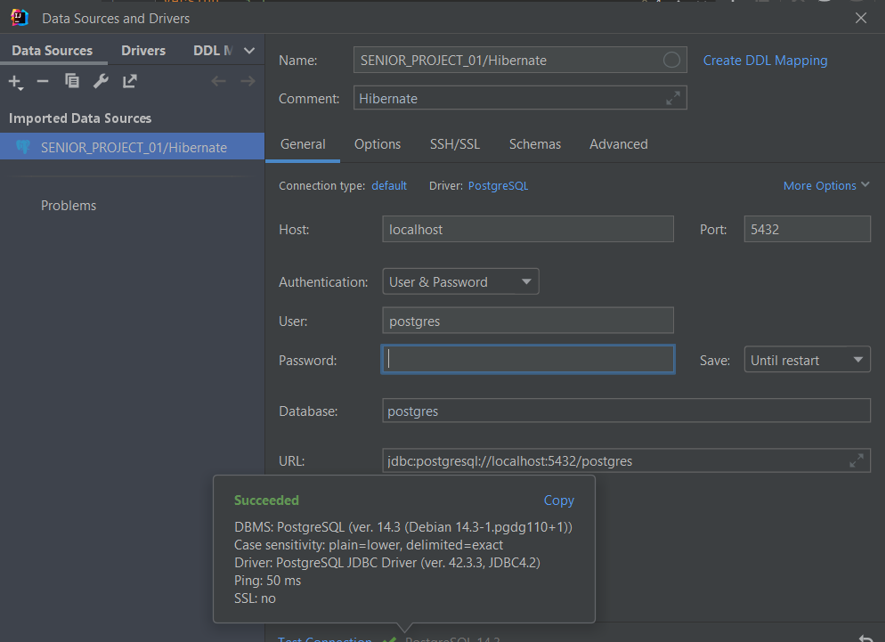 Data Sources and Drivers
Data Sources Drivers DDL M
Name: SENIOR_PROJECT_01/Hibernate Create DDL Mapping
Comment: Hibernate
Imported Data Sources
SENIOR_PROJECT_01/Hibernate
Problems
General Options SSH/SSL Schemas Advanced
Connection type: default Driver: PostgreSQL More Options
Host: localhost Port: 5432
Authentication: User & Password
User: postgres
Password: Save: Until restart
Database: postgres
URL: jdbc:postgresql://localhost:5432/postgres
Succeeded Copy
DBMS: PostgreSQL (ver. 14.3 (Debian 14.3-1.pgdg110+1))
Case sensitivity: plain=lower, delimited=exact
Driver: PostgreSQL JDBC Driver (ver. 42.3.3, JDBC4.2)
Ping: 50 ms
SSL: no
Test Connection PostgreSQL 14.3